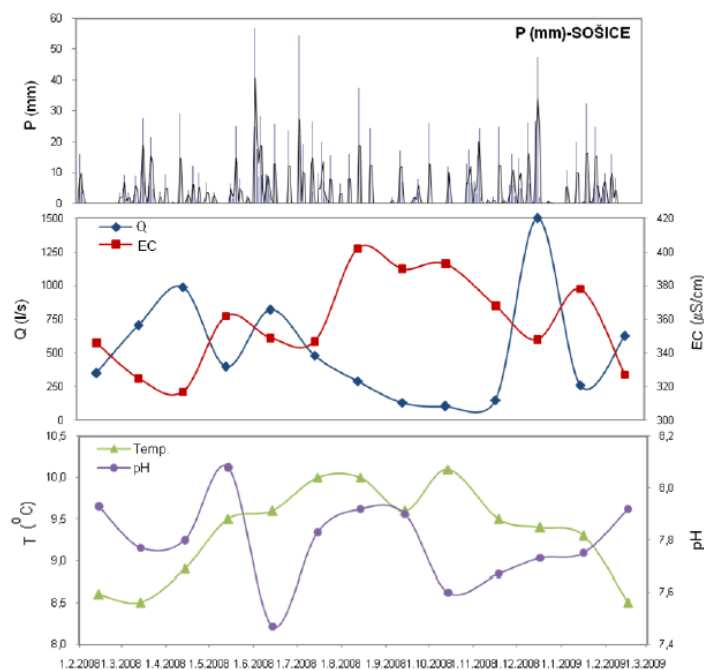 P (mm)-SOŠICE
P (mm)
60
50
40
30
20
10
0
Q
EC
Q (l/s)
1500
1250
1000
750
500
250
0
EC (µS/cm)
420
400
380
360
340
320
300
Temp.
pH
T (⁰C)
10,5
10,0
9,5
9,0
8,5
8,0
pH
8,2
8,0
7,8
7,6
7,4
1.2.2008 1.3.2008 1.4.2008 1.5.2008 1.6.2008 1.7.2008 1.8.2008 1.9.2008 1.10.2008 1.11.2008 1.12.2008 1.1.2009 1.2.2009 1.3.2009